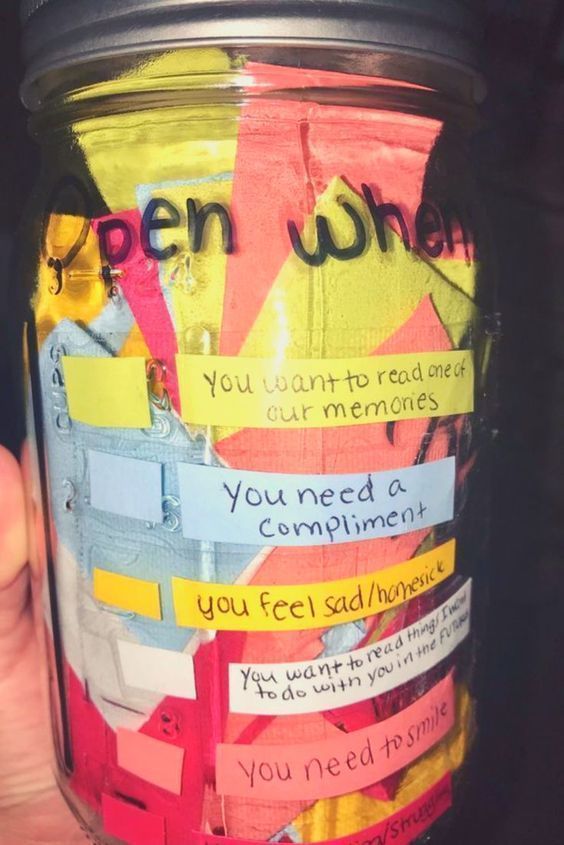 Open when
you want to read one of
our memories
you need a
compliment
you feel sad/homesick
you want to read things I want
to do with you in the FUTURE
you need to smile